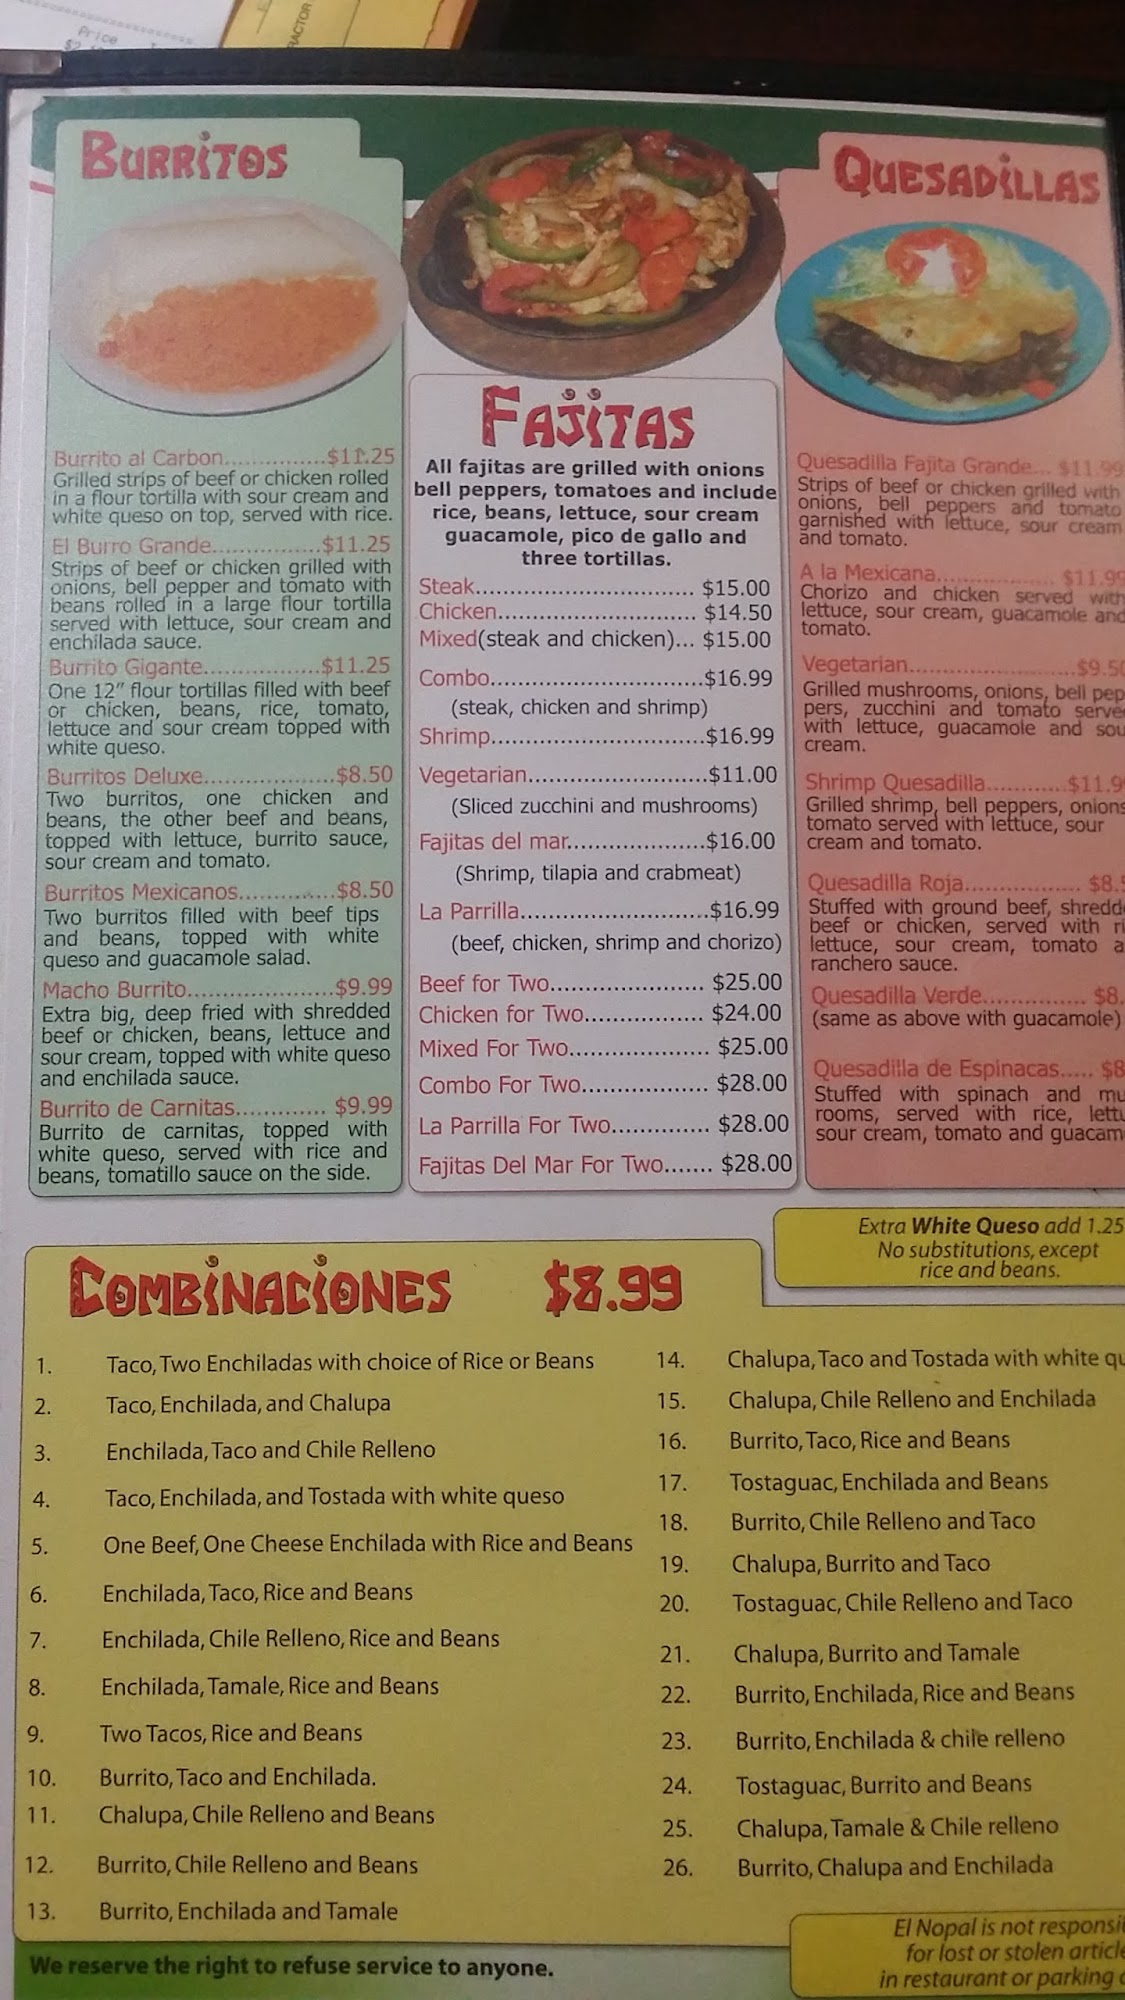 Price
RACTOR
BURRITOS
Burrito al Carbon...............$11.25
Grilled strips of beef or chicken rolled
in a flour tortilla with sour cream and
white queso on top, served with rice.
El Burro Grande................$11.25
Strips of beef or chicken grilled with
onions, bell pepper and tomato with
beans rolled in a large flour tortilla
served with lettuce, sour cream and
enchilada sauce.
Burrito Gigante.................$11.25
One 12" flour tortillas filled with beef
or chicken, beans, rice, tomato,
lettuce and sour cream topped with
white queso.
Burritos Deluxe...................$8.50
Two burritos, one chicken and
beans, the other beef and beans,
topped with lettuce, burrito sauce,
sour cream and tomato.
Burritos Mexicanos..............$8.50
Two burritos filled with beef tips
and beans, topped with white
queso and guacamole salad.
Macho Burrito.....................$9.99
Extra big, deep fried with shredded
beef or chicken, beans, lettuce and
sour cream, topped with white queso
and enchilada sauce.
Burrito de Carnitas............. $9.99
Burrito de carnitas, topped with
white queso, served with rice and
beans, tomatillo sauce on the side.
FAJITAS
All fajitas are grilled with onions
bell peppers, tomatoes and include
rice, beans, lettuce, sour cream
guacamole, pico de gallo and
three tortillas.
Steak................................ $15.00
Chicken............................. $14.50
Mixed(steak and chicken)... $15.00
Combo...............................$16.99
(steak, chicken and shrimp)
Shrimp...............................$16.99
Vegetarian..........................$11.00
(Sliced zucchini and mushrooms)
Fajitas del mar....................$16.00
(Shrimp, tilapia and crabmeat)
La Parrilla...........................$16.99
(beef, chicken, shrimp and chorizo)
Beef for Two....................... $25.00
Chicken for Two................. $24.00
Mixed For Two.................... $25.00
Combo For Two.................. $28.00
La Parrilla For Two.............. $28.00
Fajitas Del Mar For Two....... $28.00
QUESADILLAS
Quesadilla Fajita Grande... $11.99
Strips of beef or chicken grilled with
onions, bell peppers and tomato
garnished with lettuce, sour cream
and tomato.
A la Mexicana.................. $11.99
Chorizo and chicken served with
lettuce, sour cream, guacamole and
tomato.
Vegetarian........................$9.50
Grilled mushrooms, onions, bell pep
pers, zucchini and tomato served
with lettuce, guacamole and sou
cream.
Shrimp Quesadilla............$11.9
Grilled shrimp, bell peppers, onions
tomato served with lettuce, sour
cream and tomato.
Quesadilla Roja................. $8.
Stuffed with ground beef, shredd
beef or chicken, served with ri
lettuce, sour cream, tomato a
ranchero sauce.
Quesadilla Verde............... $8.
(same as above with guacamole)
Quesadilla de Espinacas..... $8
Stuffed with spinach and mu
rooms, served with rice, lettu
sour cream, tomato and guacam
Extra White Queso add 1.25
No substitutions, except
rice and beans.
COMBINACIONES $8.99
1. Taco, Two Enchiladas with choice of Rice or Beans
2. Taco, Enchilada, and Chalupa
3. Enchilada, Taco and Chile Relleno
4. Taco, Enchilada, and Tostada with white queso
5. One Beef, One Cheese Enchilada with Rice and Beans
6. Enchilada, Taco, Rice and Beans
7. Enchilada, Chile Relleno, Rice and Beans
8. Enchilada, Tamale, Rice and Beans
9. Two Tacos, Rice and Beans
10. Burrito, Taco and Enchilada.
11. Chalupa, Chile Relleno and Beans
12. Burrito, Chile Relleno and Beans
13. Burrito, Enchilada and Tamale
14. Chalupa, Taco and Tostada with white qu
15. Chalupa, Chile Relleno and Enchilada
16. Burrito, Taco, Rice and Beans
17. Tostaguac, Enchilada and Beans
18. Burrito, Chile Relleno and Taco
19. Chalupa, Burrito and Taco
20. Tostaguac, Chile Relleno and Taco
21. Chalupa, Burrito and Tamale
22. Burrito, Enchilada, Rice and Beans
23. Burrito, Enchilada & chile relleno
24. Tostaguac, Burrito and Beans
25. Chalupa, Tamale & Chile relleno
26. Burrito, Chalupa and Enchilada
We reserve the right to refuse service to anyone.
El Nopal is not responsi
for lost or stolen article
in restaurant or parking